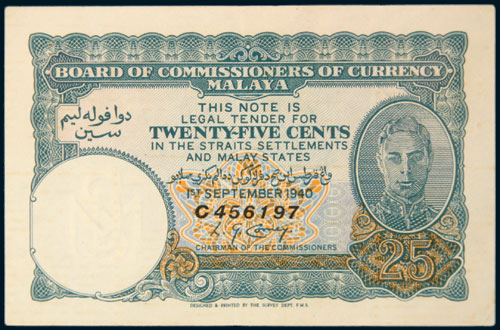 BOARD OF COMMISSIONERS OF CURRENCY
MALAYA
THIS NOTE IS
LEGAL TENDER FOR
TWENTY-FIVE CENTS
IN THE STRAITS SETTLEMENTS
AND MALAY STATES
دوا ڤوله ليم
سين
1ST SEPTEMBER 1940
C456197
CHAIRMAN OF THE COMMISSIONERS
25
DESIGNED & PRINTED BY THE SURVEY DEPT. F.M.S.